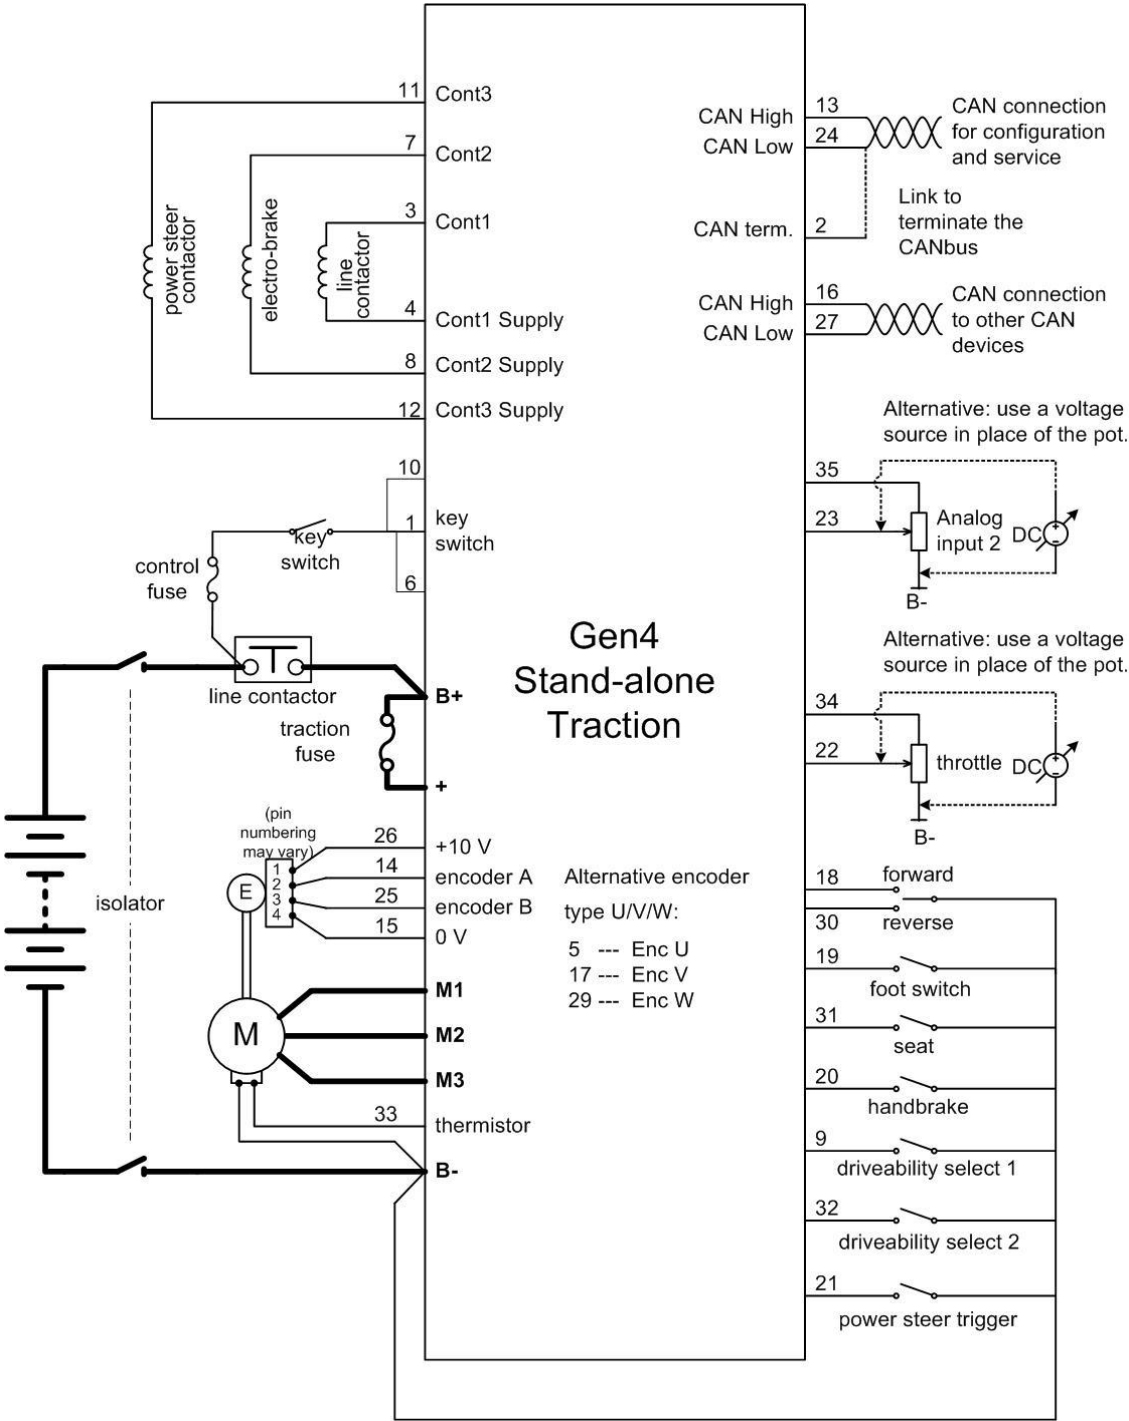 11 Cont3
7 Cont2
3 Cont1
power steer
contactor
electro-brake
line
contactor
4 Cont1 Supply
8 Cont2 Supply
12 Cont3 Supply
10
1 key
switch
6
key
switch
control
fuse
line contactor
B+
traction
fuse
+
(pin
numbering
may vary)
1
2
3
4
E
26 +10 V
14 encoder A
25 encoder B
15 0 V
isolator
M
M1
M2
M3
33 thermistor
B-
Gen4
Stand-alone
Traction
Alternative encoder
type U/V/W:
5 --- Enc U
17 --- Enc V
29 --- Enc W
CAN High 13
CAN Low 24
CAN connection
for configuration
and service
CAN term. 2
Link to
terminate the
CANbus
CAN High 16
CAN Low 27
CAN connection
to other CAN
devices
Alternative: use a voltage
source in place of the pot.
35
23
Analog
input 2
DC
+
-
B-
Alternative: use a voltage
source in place of the pot.
34
22
throttle
DC
+
-
B-
18 forward
30 reverse
19
foot switch
31
seat
20
handbrake
9
driveability select 1
32
driveability select 2
21
power steer trigger